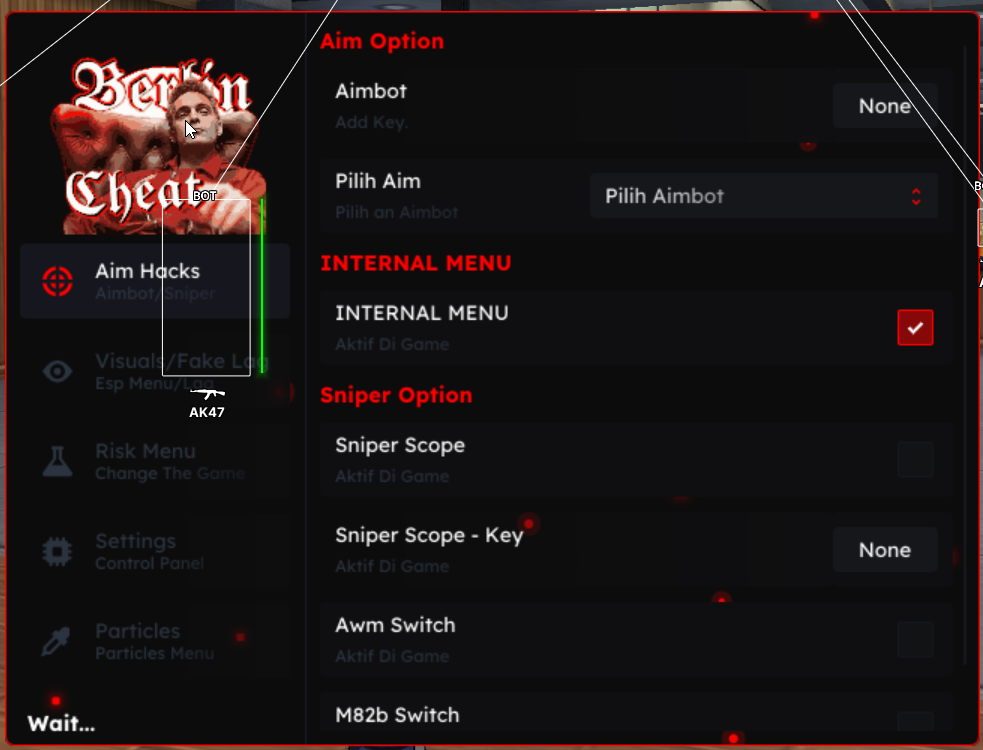 Berlin
Cheat
BOT
Aim Hacks
Aimbot/Sniper
Visuals/Fake Lag
Esp Menu/Lag
AK47
Risk Menu
Change The Game
Settings
Control Panel
Particles
Particles Menu
Wait...
Aim Option
Aimbot
Add Key.
None
Pilih Aim
Pilih an Aimbot
Pilih Aimbot
INTERNAL MENU
INTERNAL MENU
Aktif Di Game
Sniper Option
Sniper Scope
Aktif Di Game
Sniper Scope - Key
Aktif Di Game
None
Awm Switch
Aktif Di Game
M82b Switch